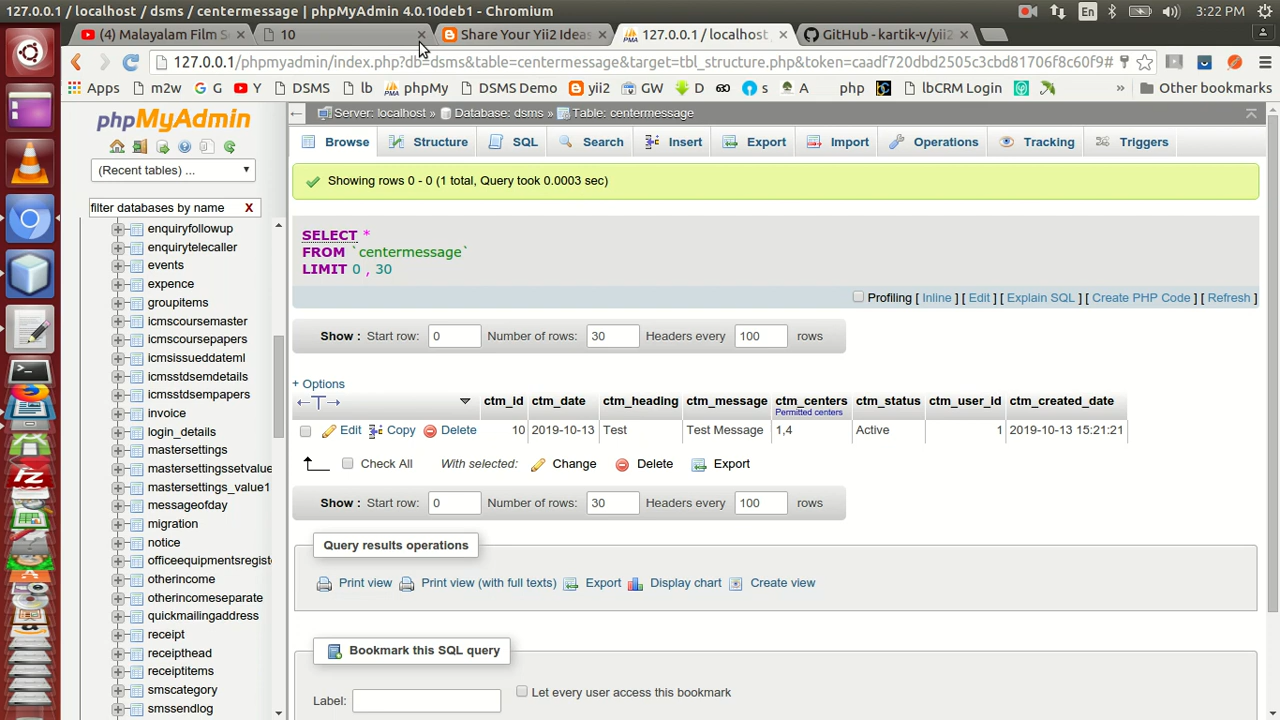 127.0.0.1 / localhost / dsms / centermessage | phpMyAdmin 4.0.10deb1 - Chromium
En
3:22 PM
(4) Malayalam Film S
10
Share Your Yii2 Ideas
127.0.0.1 / localhost
GitHub - kartik-v/yii2
127.0.0.1/phpmyadmin/index.php?db=dsms&table=centermessage&target=tbl_structure.php&token=caadf720dbd2505c3cbd81706f8c60f9#
Apps
m2w
G
Y
DSMS
lb
phpMy
DSMS Demo
yii2
GW
D
s
A
php
lbCRM Login
»
Other bookmarks
phpMyAdmin
(Recent tables) ...
filter databases by name
X
enquiryfollowup
enquirytelecaller
events
expence
groupitems
icmscoursemaster
icmscoursepapers
icmsissueddateml
icmsstdsemdetails
icmsstdsempapers
invoice
login_details
mastersettings
mastersettingssetvalue
mastersettings_value1
messageofday
migration
notice
officeequipmentsregiste
otherincome
otherincomeseparate
quickmailingaddress
receipt
receipthead
receiptitems
smscategory
smssendlog
Server: localhost » Database: dsms » Table: centermessage
Browse
Structure
SQL
Search
Insert
Export
Import
Operations
Tracking
Triggers
Showing rows 0 - 0 (1 total, Query took 0.0003 sec)
SELECT *
FROM `centermessage`
LIMIT 0 , 30
Profiling [ Inline ] [ Edit ] [ Explain SQL ] [ Create PHP Code ] [ Refresh ]
Show : Start row: 0 Number of rows: 30 Headers every 100 rows
+ Options
ctm_id ctm_date ctm_heading ctm_message ctm_centers ctm_status ctm_user_id ctm_created_date
Permitted centers
Edit Copy Delete 10 2019-10-13 Test Test Message 1,4 Active 1 2019-10-13 15:21:21
Check All With selected: Change Delete Export
Show : Start row: 0 Number of rows: 30 Headers every 100 rows
Query results operations
Print view Print view (with full texts) Export Display chart Create view
Bookmark this SQL query
Label:
Let every user access this bookmark